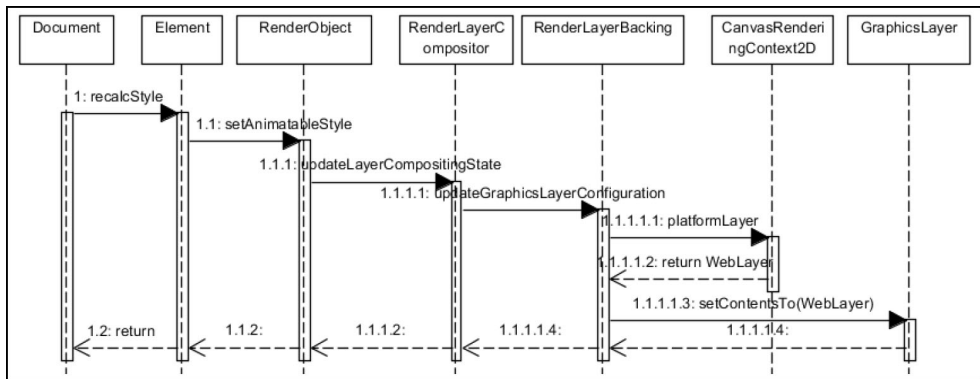 Document
Element
RenderObject
RenderLayerC
ompositor
RenderLayerBacking
CanvasRenderi
ngContext2D
GraphicsLayer
1: recalcStyle
1.1: setAnimatableStyle
1.1.1: updateLayerCompositingState
1.1.1.1: updateGraphicsLayerConfiguration
1.1.1.1.1: platformLayer
1.1.1.1.2: return WebLayer
1.1.1.1.3: setContentsTo(WebLayer)
1.2: return
1.1.2:
1.1.1.2:
1.1.1.1.4:
1.1.1.1.4: